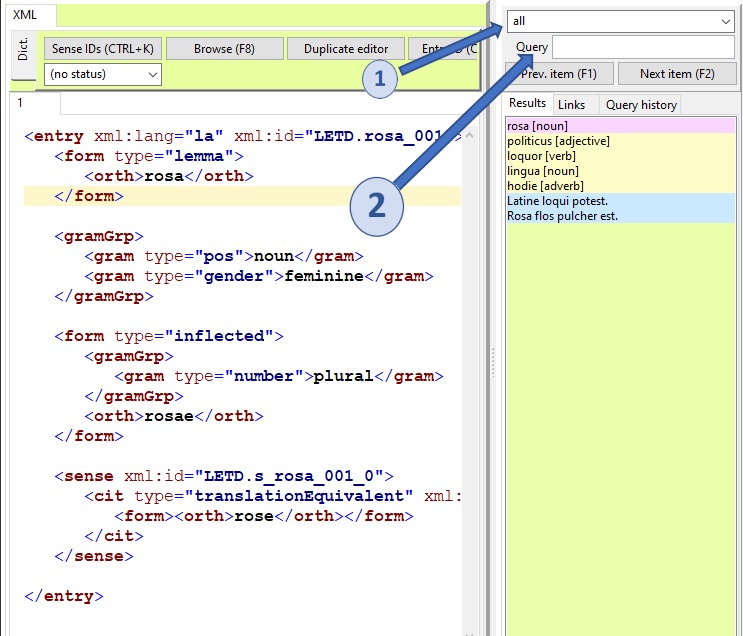 XML
Dict.
Sense IDs (CTRL+K)
Browse (F8)
Duplicate editor
(no status)
1
<entry xml:lang="la" xml:id="LETD.rosa_001">
<form type="lemma">
<orth>rosa</orth>
</form>
<gramGrp>
<gram type="pos">noun</gram>
<gram type="gender">feminine</gram>
</gramGrp>
<form type="inflected">
<gramGrp>
<gram type="number">plural</gram>
</gramGrp>
<orth>rosae</orth>
</form>
<sense xml:id="LETD.s_rosa_001_0">
<cit type="translationEquivalent" xml:
<form><orth>rose</orth></form>
</cit>
</sense>
</entry>
1
2
all
Query
Prev. item (F1)
Next item (F2)
Results
Links
Query history
rosa [noun]
politicus [adjective]
loquor [verb]
lingua [noun]
hodie [adverb]
Latine loqui potest.
Rosa flos pulcher est.